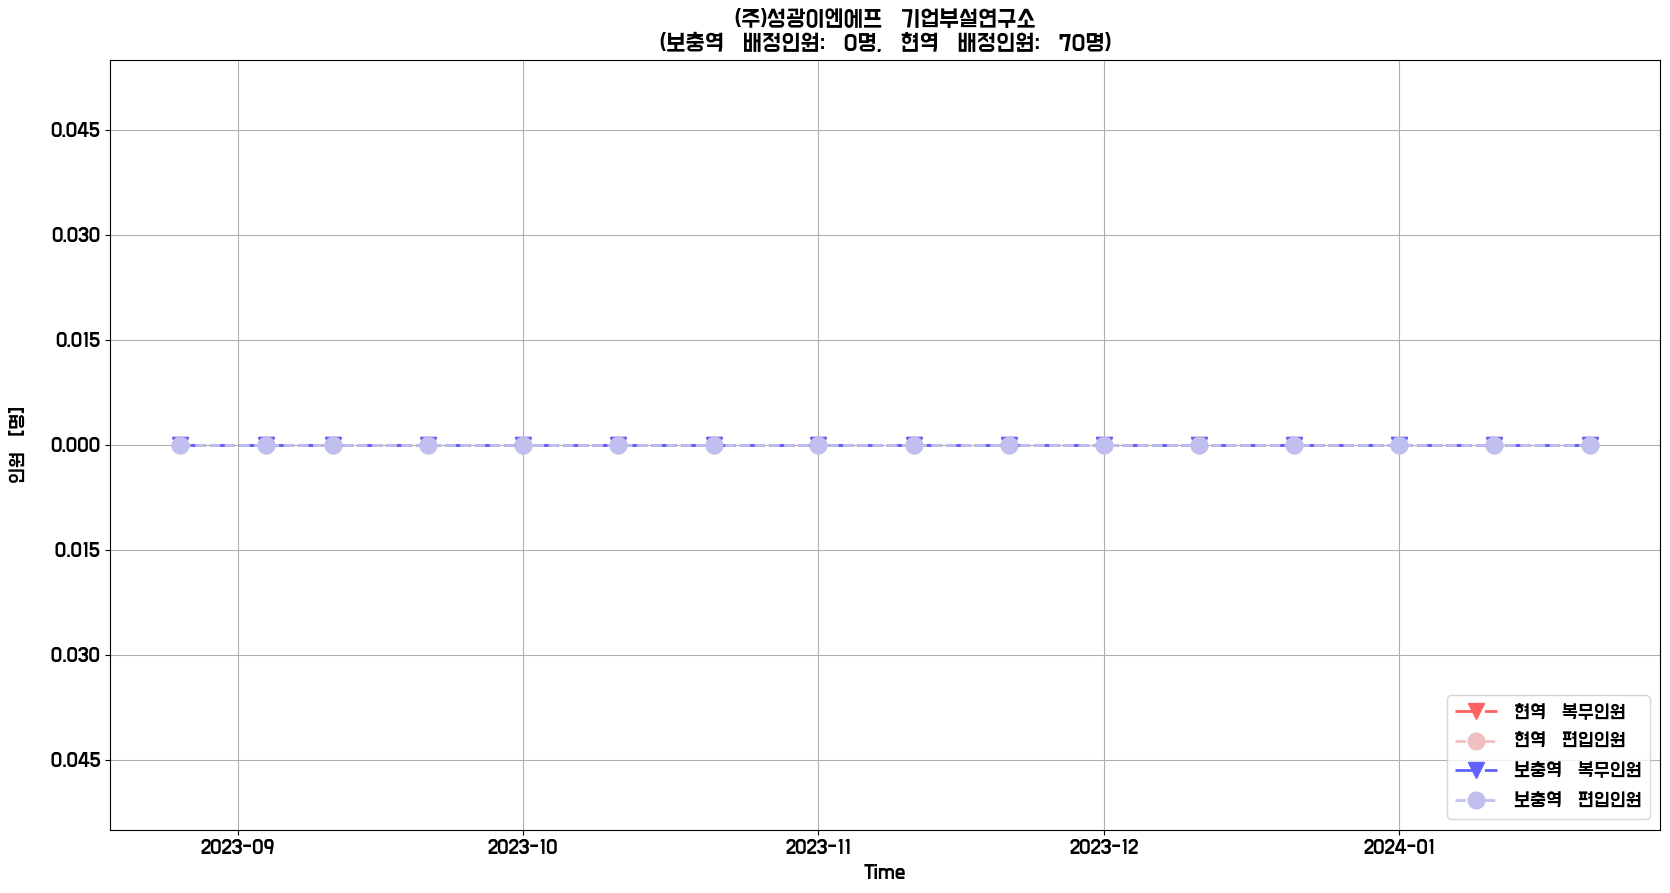 (주)성광이엔에프 기업부설연구소
(보충역 배정인원: 0명, 현역 배정인원: 70명)
0.045
0.030
0.015
0.000
0.015
0.030
0.045
인원 [명]
현역 복무인원
현역 편입인원
보충역 복무인원
보충역 편입인원
2023-09 2023-10 2023-11 2023-12 2024-01
Time